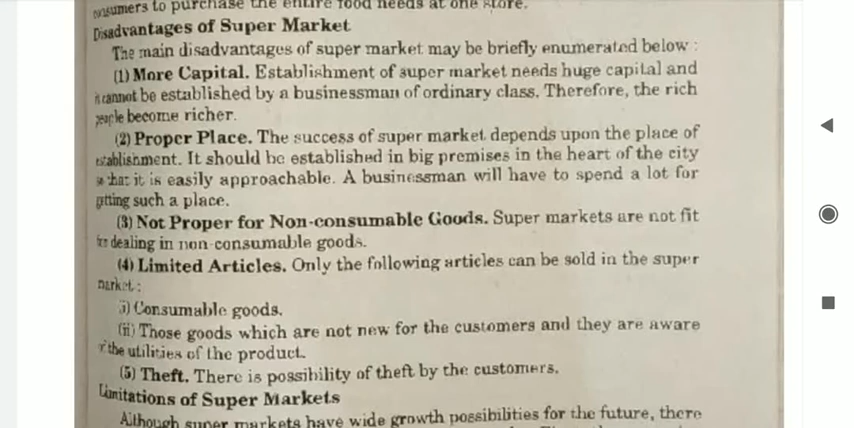 consumers to purchase the entire food needs at one store.
Disadvantages of Super Market
The main disadvantages of super market may be briefly enumerated below :
(1) More Capital. Establishment of super market needs huge capital and
it cannot be established by a businessman of ordinary class. Therefore, the rich
people become richer.
(2) Proper Place. The success of super market depends upon the place of
establishment. It should be established in big premises in the heart of the city
so that it is easily approachable. A businessman will have to spend a lot for
getting such a place.
(3) Not Proper for Non-consumable Goods. Super markets are not fit
for dealing in non-consumable goods.
(4) Limited Articles. Only the following articles can be sold in the super
market :
(i) Consumable goods.
(ii) Those goods which are not new for the customers and they are aware
of the utilities of the product.
(5) Theft. There is possibility of theft by the customers.
Limitations of Super Markets
Although super markets have wide growth possibilities for the future, there